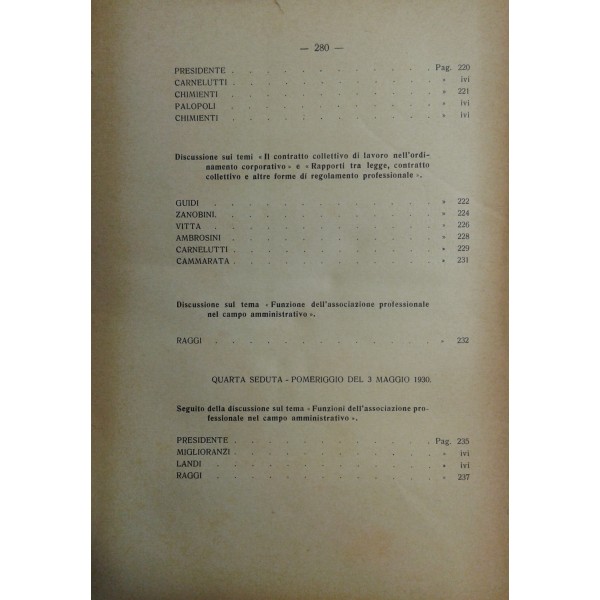 — 280 —
PRESIDENTE . . . . . . . . . . . Pag. 220
CARNELUTTI . . . . . . . . . . . » ivi
CHIMIENTI . . . . . . . . . . . » 221
PALOPOLI . . . . . . . . . . . » ivi
CHIMIENTI . . . . . . . . . . . » ivi
Discussione sui temi « Il contratto collettivo di lavoro nell'ordi-
namento corporativo » e « Rapporti tra legge, contratto
collettivo e altre forme di regolamento professionale ».
GUIDI . . . . . . . . . . . » 222
ZANOBINI. . . . . . . . . . . » 224
VITTA . . . . . . . . . . . » 226
AMBROSINI . . . . . . . . . . . » 228
CARNELUTTI . . . . . . . . . . . » 229
CAMMARATA . . . . . . . . . . . » 231
Discussione sul tema « Funzione dell'associazione professionale
nel campo amministrativo ».
RAGGI . . . . . . . . . . . » 232
QUARTA SEDUTA - POMERIGGIO DEL 3 MAGGIO 1930.
Seguito della discussione sul tema « Funzioni dell'associazione pro-
fessionale nel campo amministrativo ».
PRESIDENTE . . . . . . . . . . . Pag. 235
MIGLIORANZI . . . . . . . . . . . » ivi
LANDI . . . . . . . . . . . » ivi
RAGGI . . . . . . . . . . . » 237